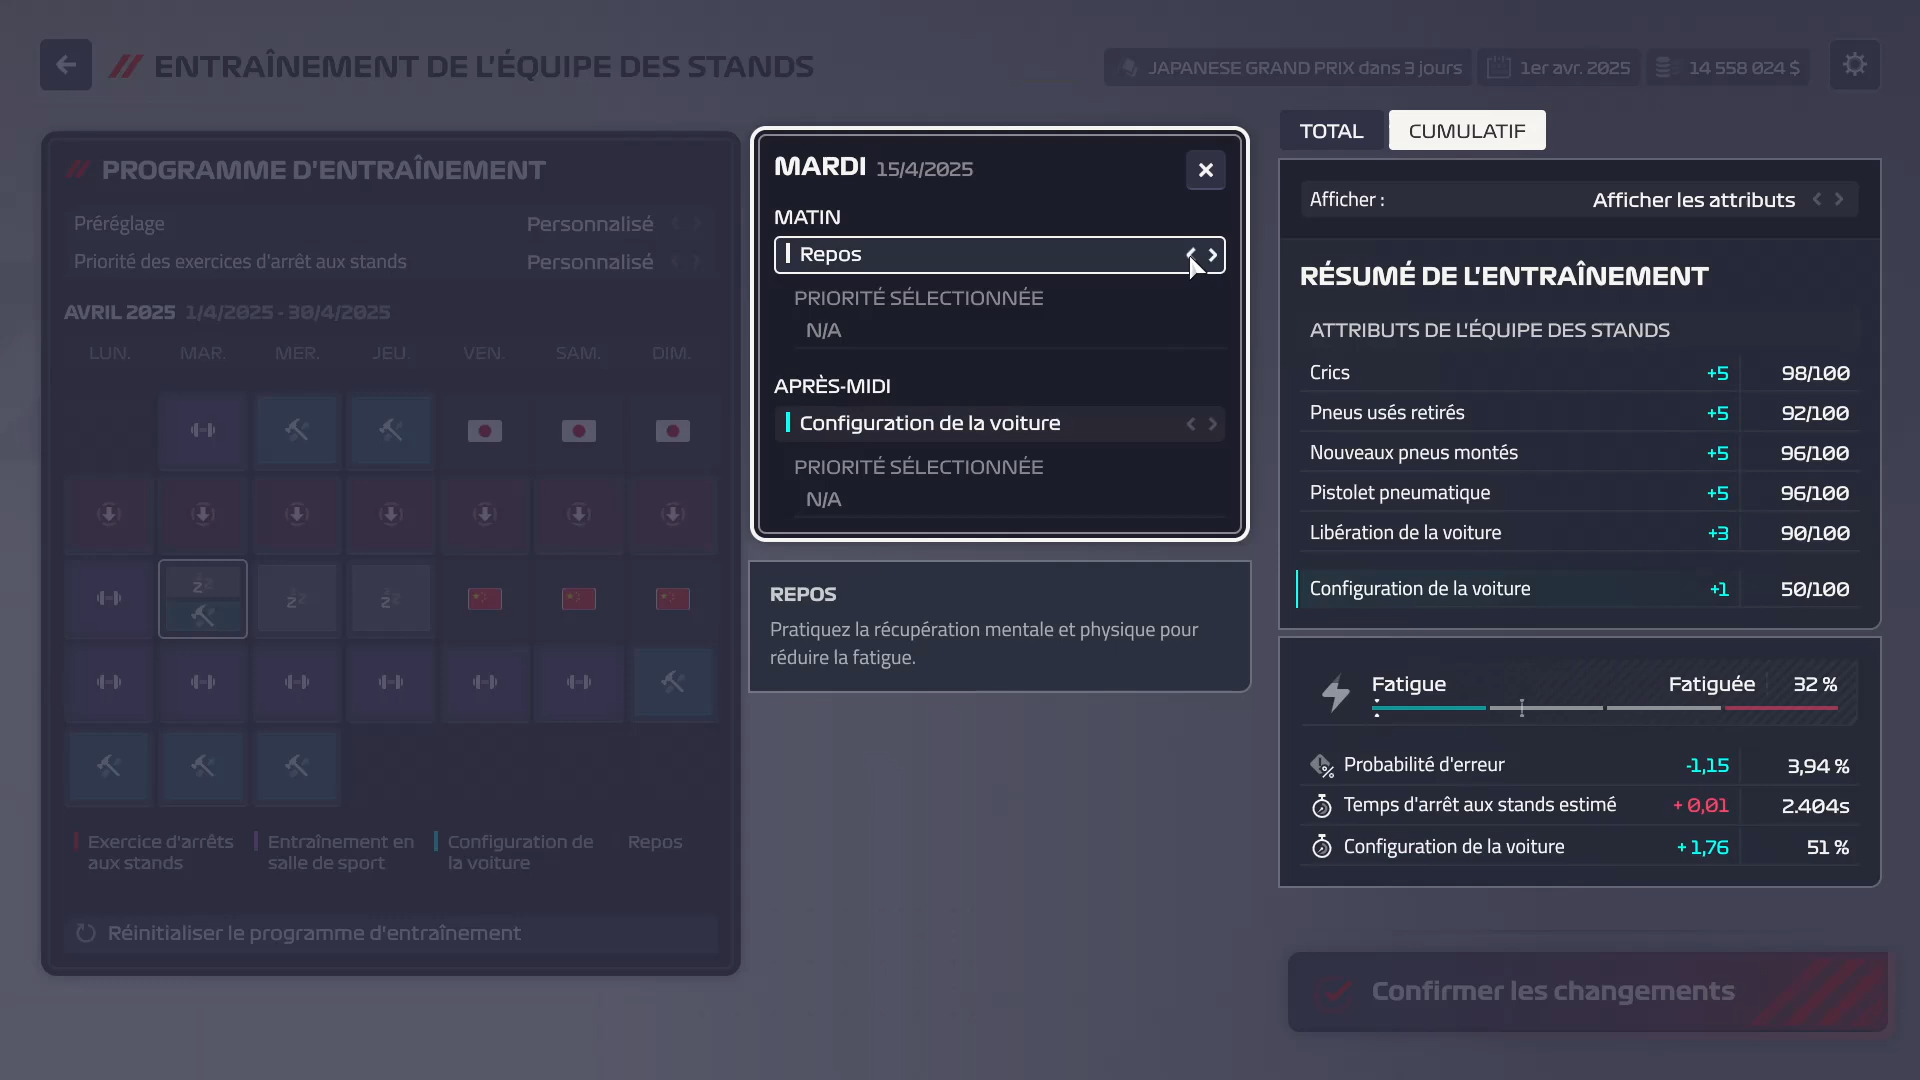 ENTRAÎNEMENT DE L'ÉQUIPE DES STANDS
JAPANESE GRAND PRIX dans 3 jours
1er avr. 2025
14 558 024 $
PROGRAMME D'ENTRAÎNEMENT
Préréglage
Personnalisé
Priorité des exercices d'arrêt aux stands
Personnalisé
AVRIL 2025 1/4/2025 - 30/4/2025
LUN. MAR. MER. JEU. VEN. SAM. DIM.
Exercice d'arrêts
aux stands
Entraînement en
salle de sport
Configuration de
la voiture
Repos
Réinitialiser le programme d'entraînement
MARDI 15/4/2025
MATIN
Repos
PRIORITÉ SÉLECTIONNÉE
N/A
APRÈS-MIDI
Configuration de la voiture
PRIORITÉ SÉLECTIONNÉE
N/A
REPOS
Pratiquez la récupération mentale et physique pour
réduire la fatigue.
TOTAL
CUMULATIF
Afficher :
Afficher les attributs
RÉSUMÉ DE L'ENTRAÎNEMENT
ATTRIBUTS DE L'ÉQUIPE DES STANDS
Crics +5 98/100
Pneus usés retirés +5 92/100
Nouveaux pneus montés +5 96/100
Pistolet pneumatique +5 96/100
Libération de la voiture +3 90/100
Configuration de la voiture +1 50/100
Fatigue Fatiguée 32 %
Probabilité d'erreur -1,15 3,94 %
Temps d'arrêt aux stands estimé + 0,01 2.404s
Configuration de la voiture + 1,76 51 %
Confirmer les changements